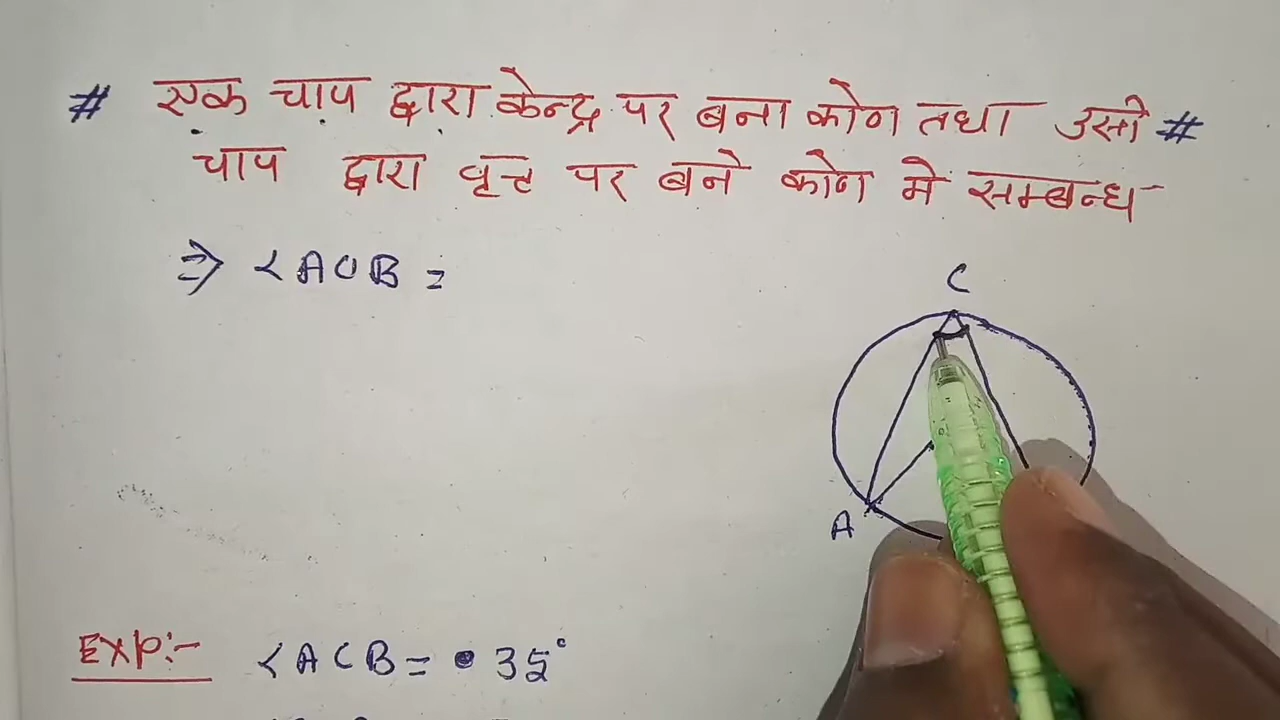 # एक चाप द्वारा केन्द्र पर बना कोण तथा उसी #
चाप द्वारा वृत्त पर बने कोण मे सम्बन्ध
⇒ <AOB =
C
A
Exp:- <ACB = 35°